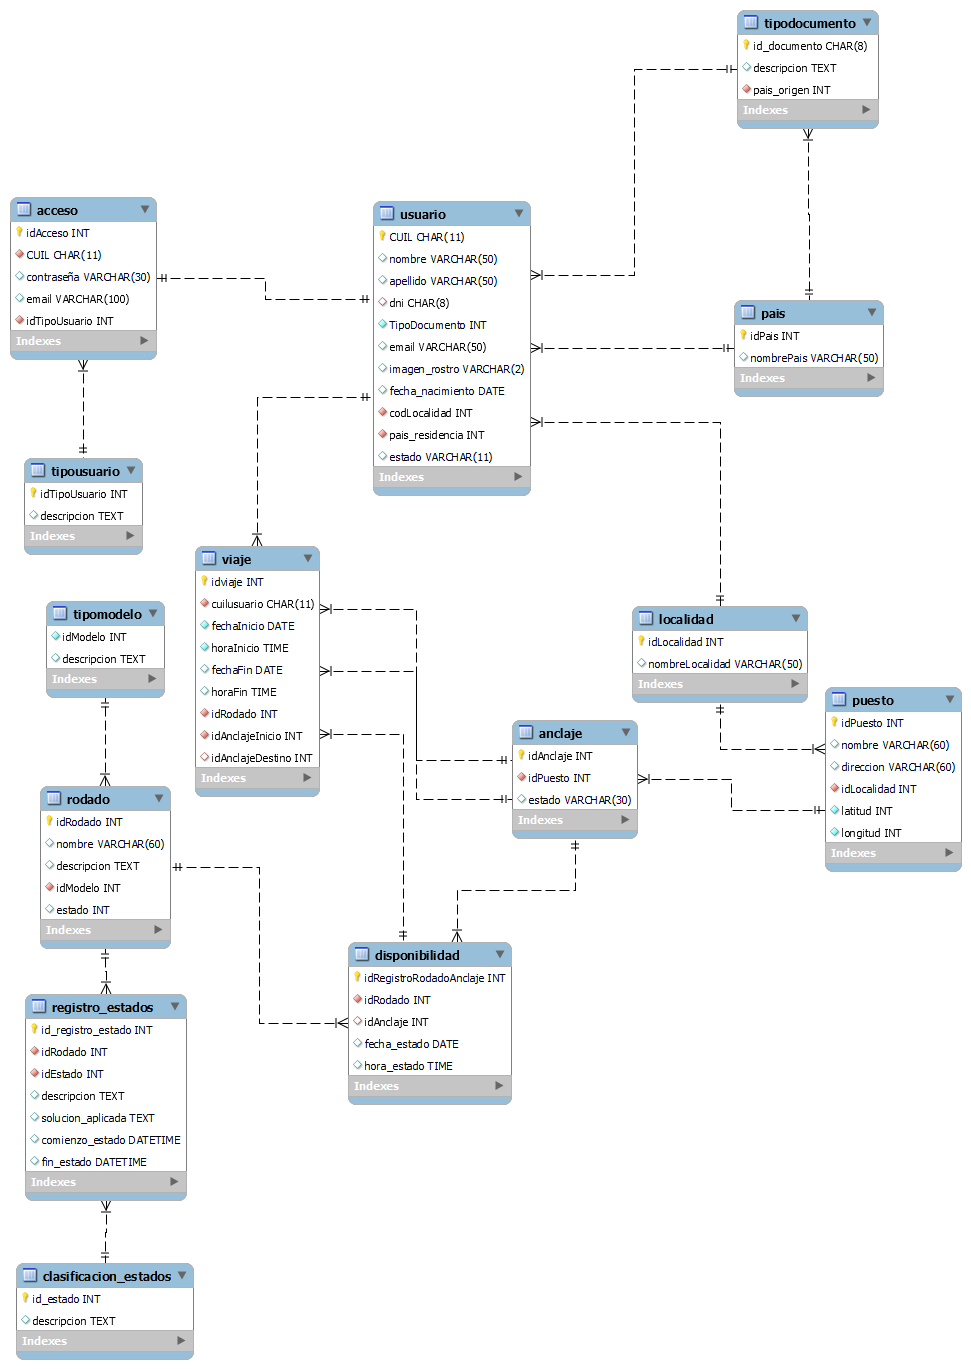 tipodocumento
id_documento CHAR(8)
descripcion TEXT
pais_origen INT
Indexes
acceso
idAcceso INT
CUIL CHAR(11)
contraseña VARCHAR(30)
email VARCHAR(100)
idTipoUsuario INT
Indexes
usuario
CUIL CHAR(11)
nombre VARCHAR(50)
apellido VARCHAR(50)
dni CHAR(8)
TipoDocumento INT
email VARCHAR(50)
imagen_rostro VARCHAR(2)
fecha_nacimiento DATE
codLocalidad INT
pais_residencia INT
estado VARCHAR(11)
Indexes
pais
idPais INT
nombrePais VARCHAR(50)
Indexes
tipousuario
idTipoUsuario INT
descripcion TEXT
Indexes
viaje
idviaje INT
cuilusuario CHAR(11)
fechaInicio DATE
horaInicio TIME
fechaFin DATE
horaFin TIME
idRodado INT
idAnclajeInicio INT
idAnclajeDestino INT
Indexes
tipomodelo
idModelo INT
descripcion TEXT
Indexes
localidad
idLocalidad INT
nombreLocalidad VARCHAR(50)
Indexes
puesto
idPuesto INT
nombre VARCHAR(60)
direccion VARCHAR(60)
idLocalidad INT
latitud INT
longitud INT
Indexes
anclaje
idAnclaje INT
idPuesto INT
estado VARCHAR(30)
Indexes
rodado
idRodado INT
nombre VARCHAR(60)
descripcion TEXT
idModelo INT
estado INT
Indexes
disponibilidad
idRegistroRodadoAnclaje INT
idRodado INT
idAnclaje INT
fecha_estado DATE
hora_estado TIME
Indexes
registro_estados
id_registro_estado INT
idRodado INT
idEstado INT
descripcion TEXT
solucion_aplicada TEXT
comienzo_estado DATETIME
fin_estado DATETIME
Indexes
clasificacion_estados
id_estado INT
descripcion TEXT
Indexes